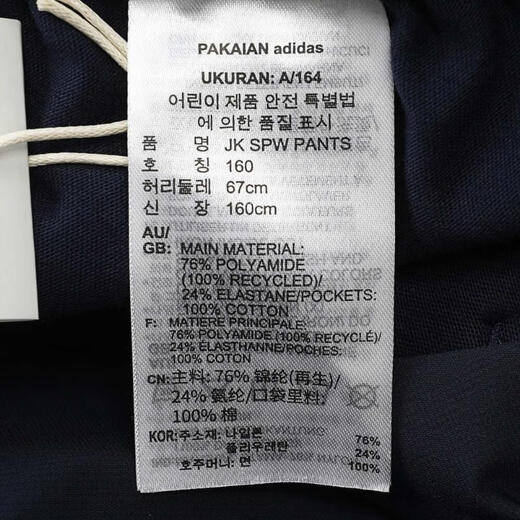 PAKAIAN adidas
UKURAN: A/164
어린이 제품 안전 특별법
에 의한 품질 표시
품 명 JK SPW PANTS
호 칭 160
허리둘레 67cm
신 장 160cm
AU/
GB: MAIN MATERIAL:
76% POLYAMIDE
(100% RECYCLED)/
24% ELASTANE/POCKETS:
100% COTTON
F: MATIERE PRINCIPALE:
76% POLYAMIDE (100% RECYCLÉ)/
24% ÉLASTHANNE/POCHES:
100% COTON
CN: 主料: 76% 锦纶(再生)/
24% 氨纶/口袋里料:
100% 棉
KOR: 주소재: 나일론 76%
폴리우레탄 24%
호주머니: 면 100%